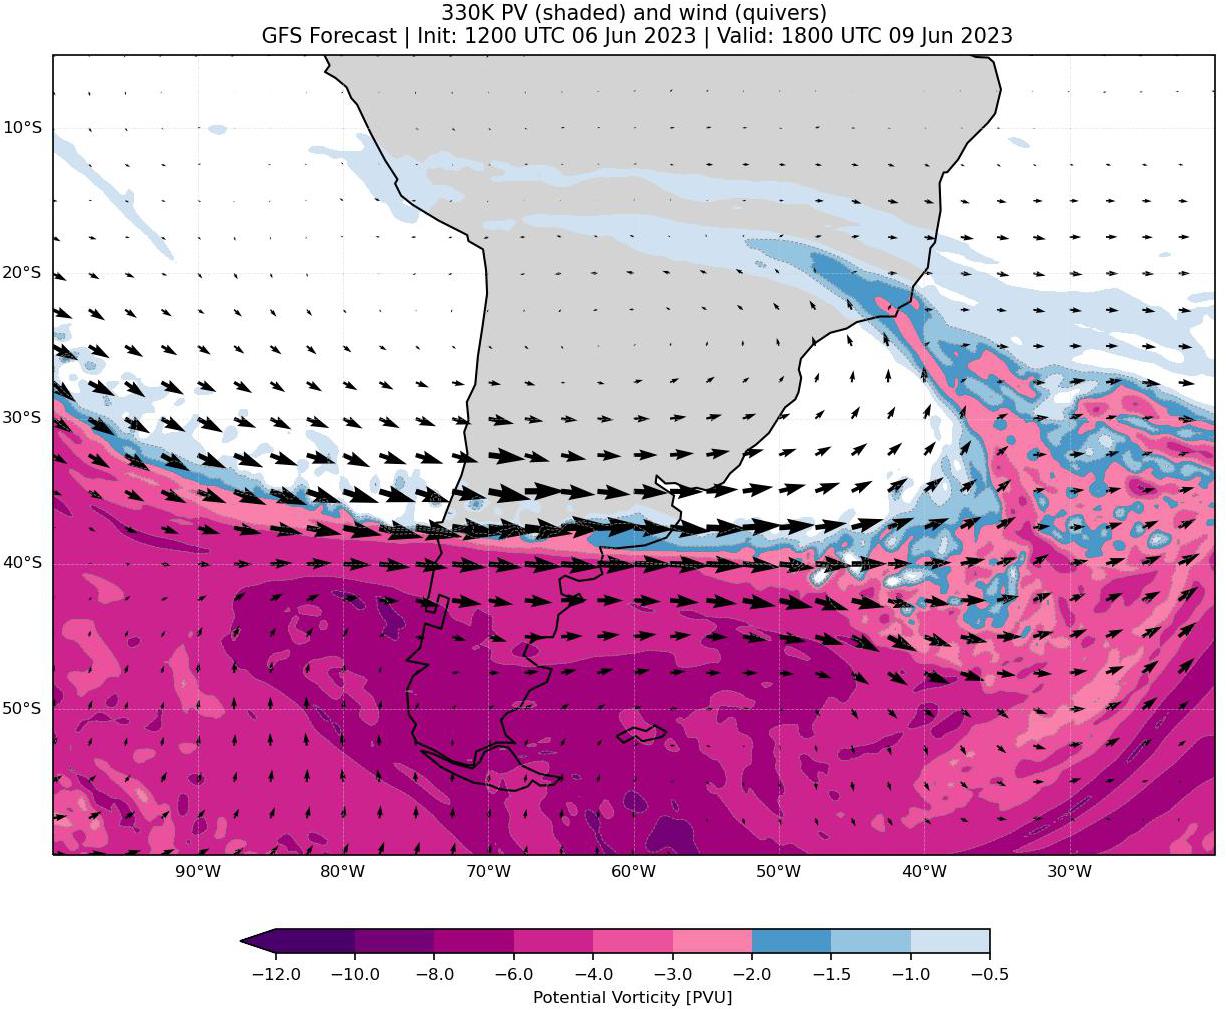 330K PV (shaded) and wind (quivers)
GFS Forecast | Init: 1200 UTC 06 Jun 2023 | Valid: 1800 UTC 09 Jun 2023
10°S
20°S
30°S
40°S
50°S
90°W 80°W 70°W 60°W 50°W 40°W 30°W
−12.0 −10.0 −8.0 −6.0 −4.0 −3.0 −2.0 −1.5 −1.0 −0.5
Potential Vorticity [PVU]